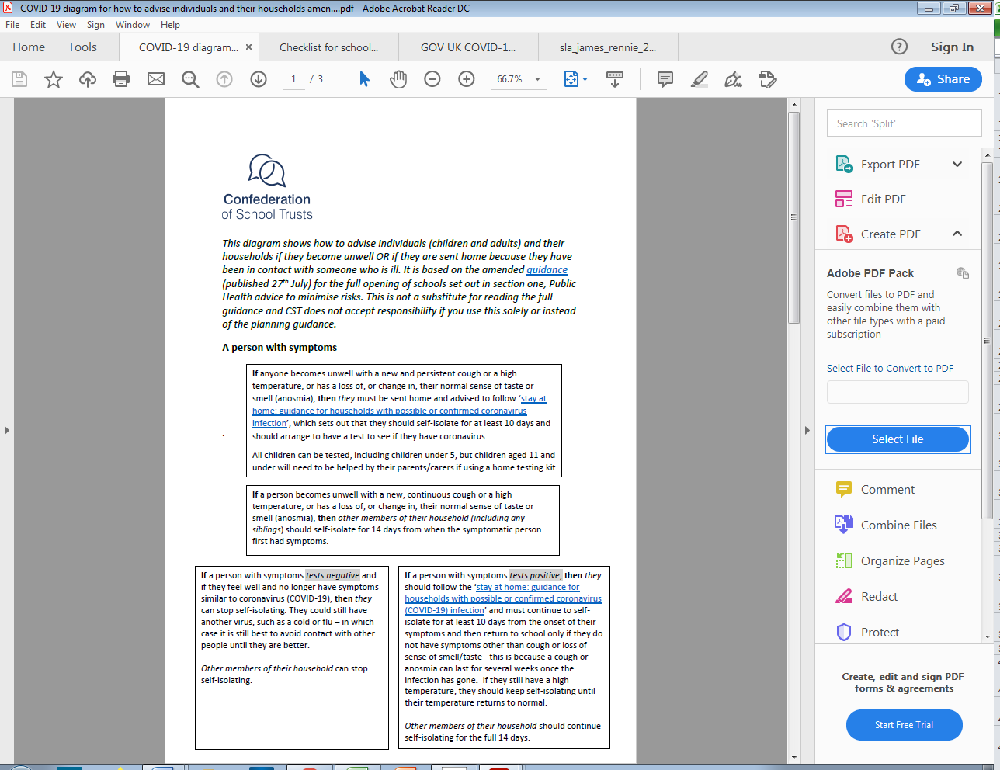 COVID-19 diagram for how to advise individuals and their households amen....pdf - Adobe Acrobat Reader DC
File Edit View Sign Window Help
Home Tools COVID-19 diagram... × Checklist for school... GOV UK COVID-1... sla_james_rennie_2... ? Sign In
1 / 3 66.7% Share
Search 'Split'
Export PDF
Edit PDF
Create PDF
Adobe PDF Pack
Convert files to PDF and
easily combine them with
other file types with a paid
subscription
Select File to Convert to PDF
Select File
Comment
Combine Files
Organize Pages
Redact
Protect
Create, edit and sign PDF
forms & agreements
Start Free Trial
Confederation
of School Trusts
This diagram shows how to advise individuals (children and adults) and their
households if they become unwell OR if they are sent home because they have
been in contact with someone who is ill. It is based on the amended guidance
(published 27th July) for the full opening of schools set out in section one, Public
Health advice to minimise risks. This is not a substitute for reading the full
guidance and CST does not accept responsibility if you use this solely or instead
of the planning guidance.
A person with symptoms
If anyone becomes unwell with a new and persistent cough or a high
temperature, or has a loss of, or change in, their normal sense of taste or
smell (anosmia), then they must be sent home and advised to follow ‘stay at
home: guidance for households with possible or confirmed coronavirus
infection’, which sets out that they should self-isolate for at least 10 days and
should arrange to have a test to see if they have coronavirus.
All children can be tested, including children under 5, but children aged 11 and
under will need to be helped by their parents/carers if using a home testing kit
If a person becomes unwell with a new, continuous cough or a high
temperature, or has a loss of, or change in, their normal sense of taste or
smell (anosmia), then other members of their household (including any
siblings) should self-isolate for 14 days from when the symptomatic person
first had symptoms.
If a person with symptoms tests negative and
if they feel well and no longer have symptoms
similar to coronavirus (COVID-19), then they
can stop self-isolating. They could still have
another virus, such as a cold or flu – in which
case it is still best to avoid contact with other
people until they are better.
Other members of their household can stop
self-isolating.
If a person with symptoms tests positive, then they
should follow the ‘stay at home: guidance for
households with possible or confirmed coronavirus
(COVID-19) infection’ and must continue to self-
isolate for at least 10 days from the onset of their
symptoms and then return to school only if they do
not have symptoms other than cough or loss of
sense of smell/taste - this is because a cough or
anosmia can last for several weeks once the
infection has gone. If they still have a high
temperature, they should keep self-isolating until
their temperature returns to normal.
Other members of their household should continue
self-isolating for the full 14 days.